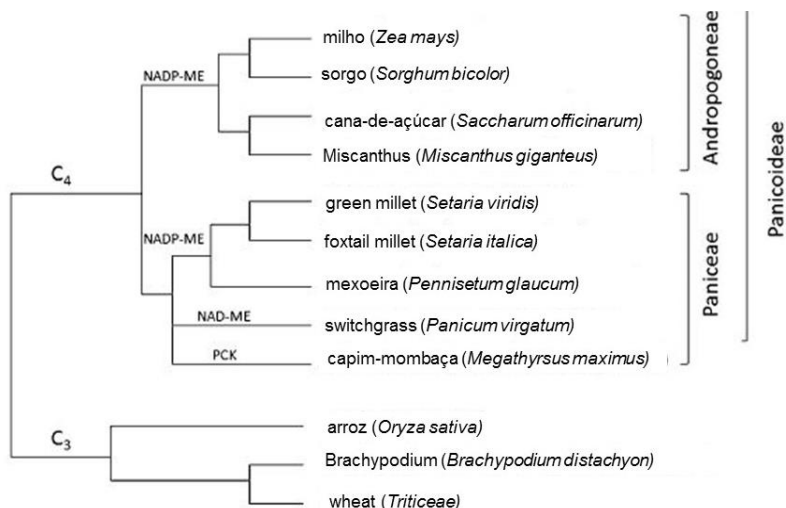 milho (Zea mays)
NADP-ME
sorgo (Sorghum bicolor)
cana-de-açúcar (Saccharum officinarum)
Miscanthus (Miscanthus giganteus)
Andropogoneae
C₄
green millet (Setaria viridis)
NADP-ME
foxtail millet (Setaria italica)
mexoeira (Pennisetum glaucum)
NAD-ME
switchgrass (Panicum virgatum)
PCK
capim-mombaça (Megathyrsus maximus)
Paniceae
Panicoideae
C₃
arroz (Oryza sativa)
Brachypodium (Brachypodium distachyon)
wheat (Triticeae)